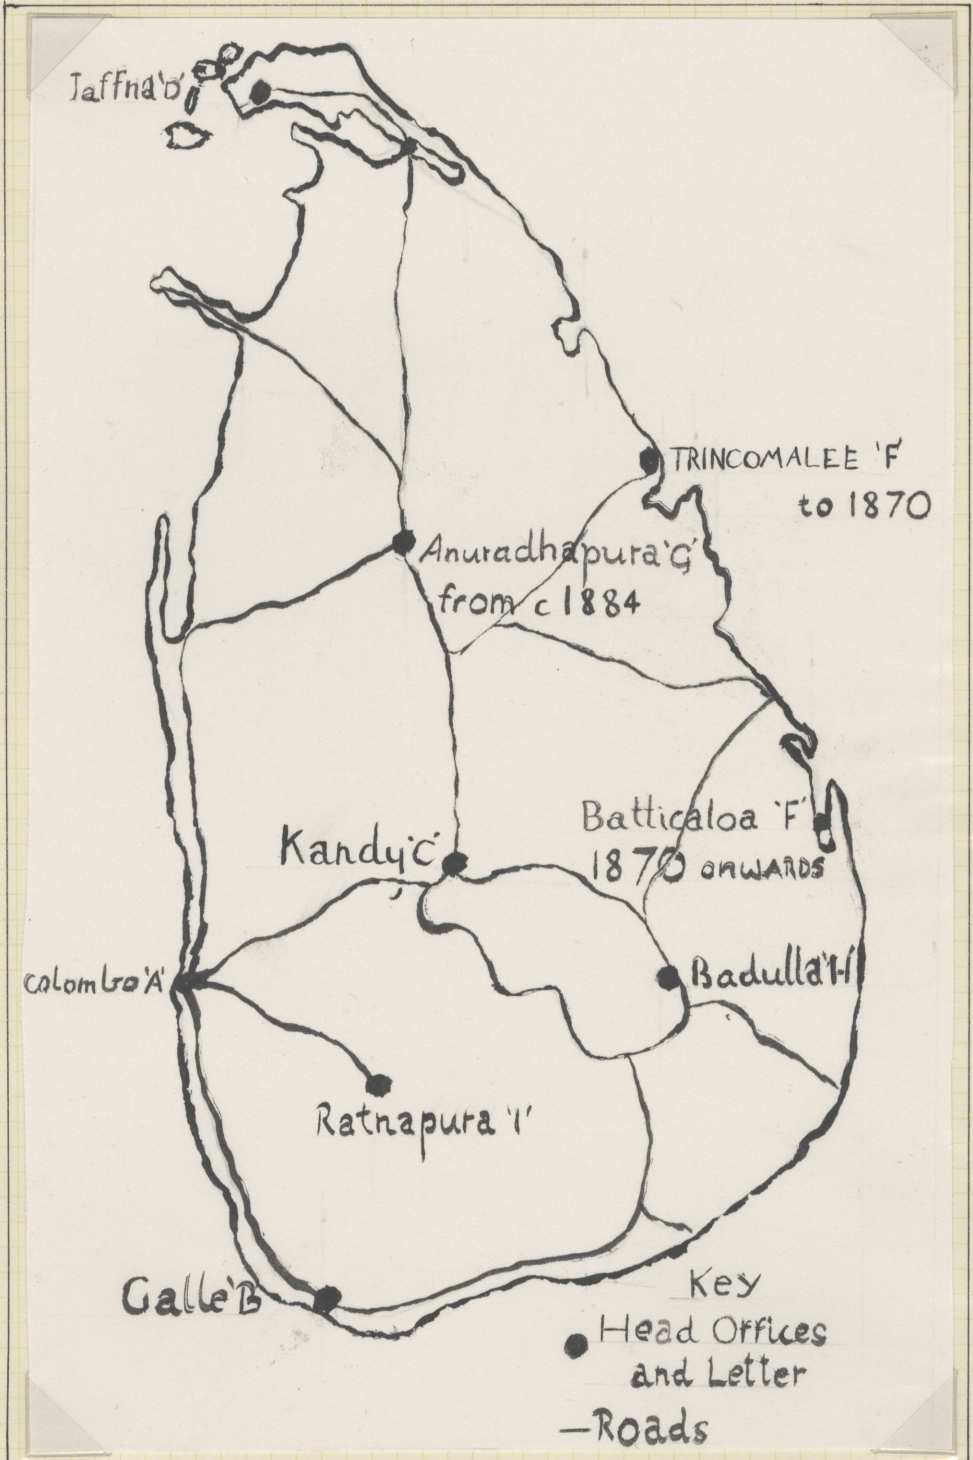 Jaffna 'D'
TRINCOMALEE 'F'
to 1870
Anuradhapura 'G'
from c 1884
Batticaloa 'F'
1870 ONWARDS
Kandy 'C'
Colombo 'A'
Badulla 'H'
Ratnapura 'I'
Galle 'B'
Key
Head Offices
and Letter
—Roads